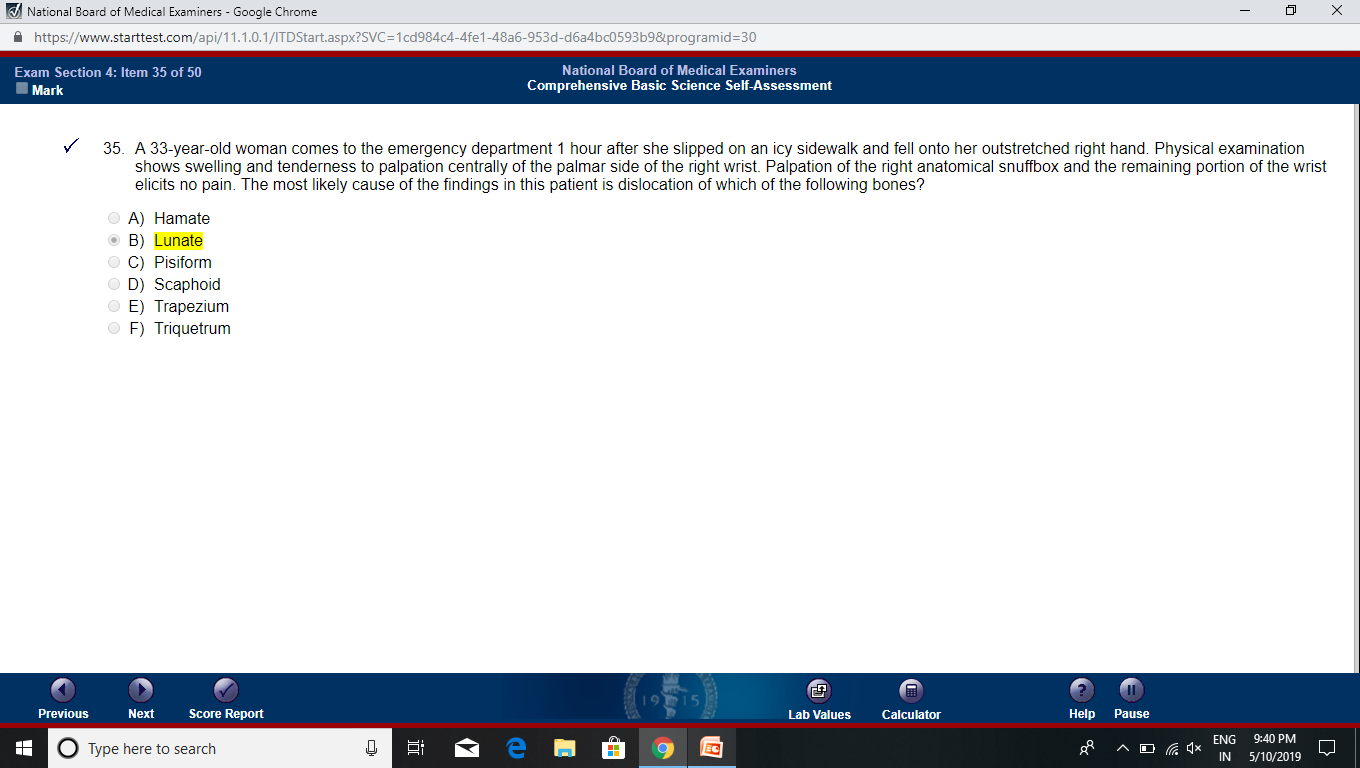 National Board of Medical Examiners - Google Chrome
https://www.starttest.com/api/11.1.0.1/ITDStart.aspx?SVC=1cd984c4-4fe1-48a6-953d-d6a4bc0593b9&programid=30
Exam Section 4: Item 35 of 50
National Board of Medical Examiners
Mark
Comprehensive Basic Science Self-Assessment
35. A 33-year-old woman comes to the emergency department 1 hour after she slipped on an icy sidewalk and fell onto her outstretched right hand. Physical examination
shows swelling and tenderness to palpation centrally of the palmar side of the right wrist. Palpation of the right anatomical snuffbox and the remaining portion of the wrist
elicits no pain. The most likely cause of the findings in this patient is dislocation of which of the following bones?
A) Hamate
B) Lunate
C) Pisiform
D) Scaphoid
E) Trapezium
F) Triquetrum
19 15
Previous Next Score Report Lab Values Calculator Help Pause
Type here to search
ENG
IN
9:40 PM
5/10/2019